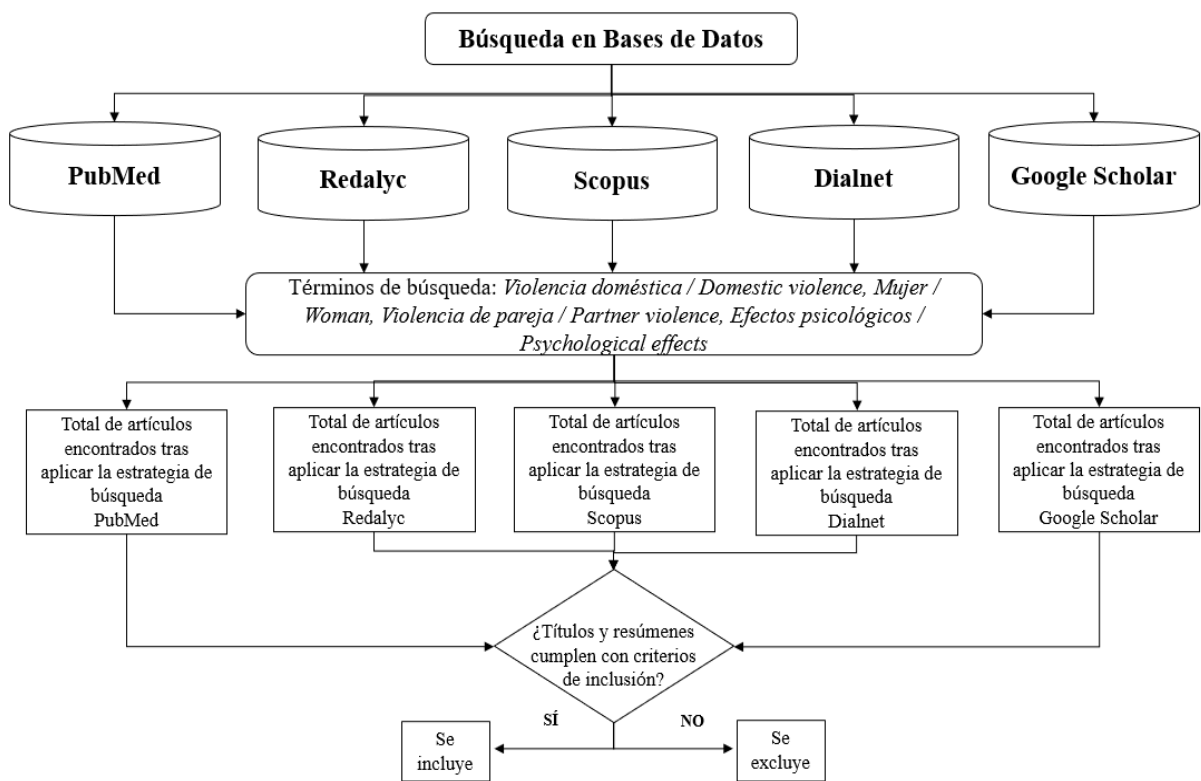 Búsqueda en Bases de Datos
PubMed
Redalyc
Scopus
Dialnet
Google Scholar
Términos de búsqueda: Violencia doméstica / Domestic violence, Mujer /
Woman, Violencia de pareja / Partner violence, Efectos psicológicos /
Psychological effects
Total de artículos
encontrados tras
aplicar la estrategia de
búsqueda
PubMed
Total de artículos
encontrados tras
aplicar la estrategia de
búsqueda
Redalyc
Total de artículos
encontrados tras
aplicar la estrategia de
búsqueda
Scopus
Total de artículos
encontrados tras
aplicar la estrategia de
búsqueda
Dialnet
Total de artículos
encontrados tras
aplicar la estrategia de
búsqueda
Google Scholar
¿Títulos y resúmenes
cumplen con criterios
de inclusión?
SÍ
NO
Se
incluye
Se
excluye